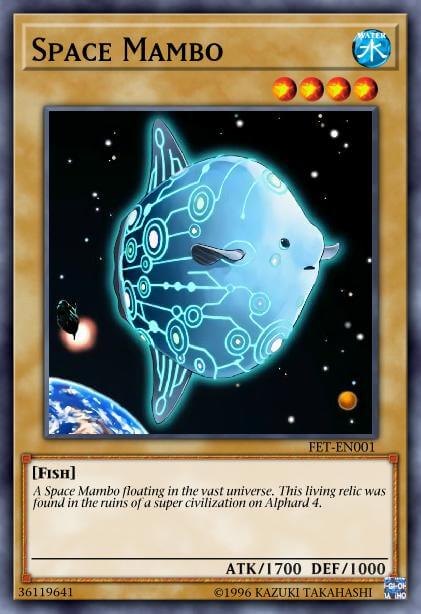 SPACE MAMBO
WATER
水
FET-EN001
[FISH]
A Space Mambo floating in the vast universe. This living relic was
found in the ruins of a super civilization on Alphard 4.
ATK/1700 DEF/1000
36119641
©1996 KAZUKI TAKAHASHI